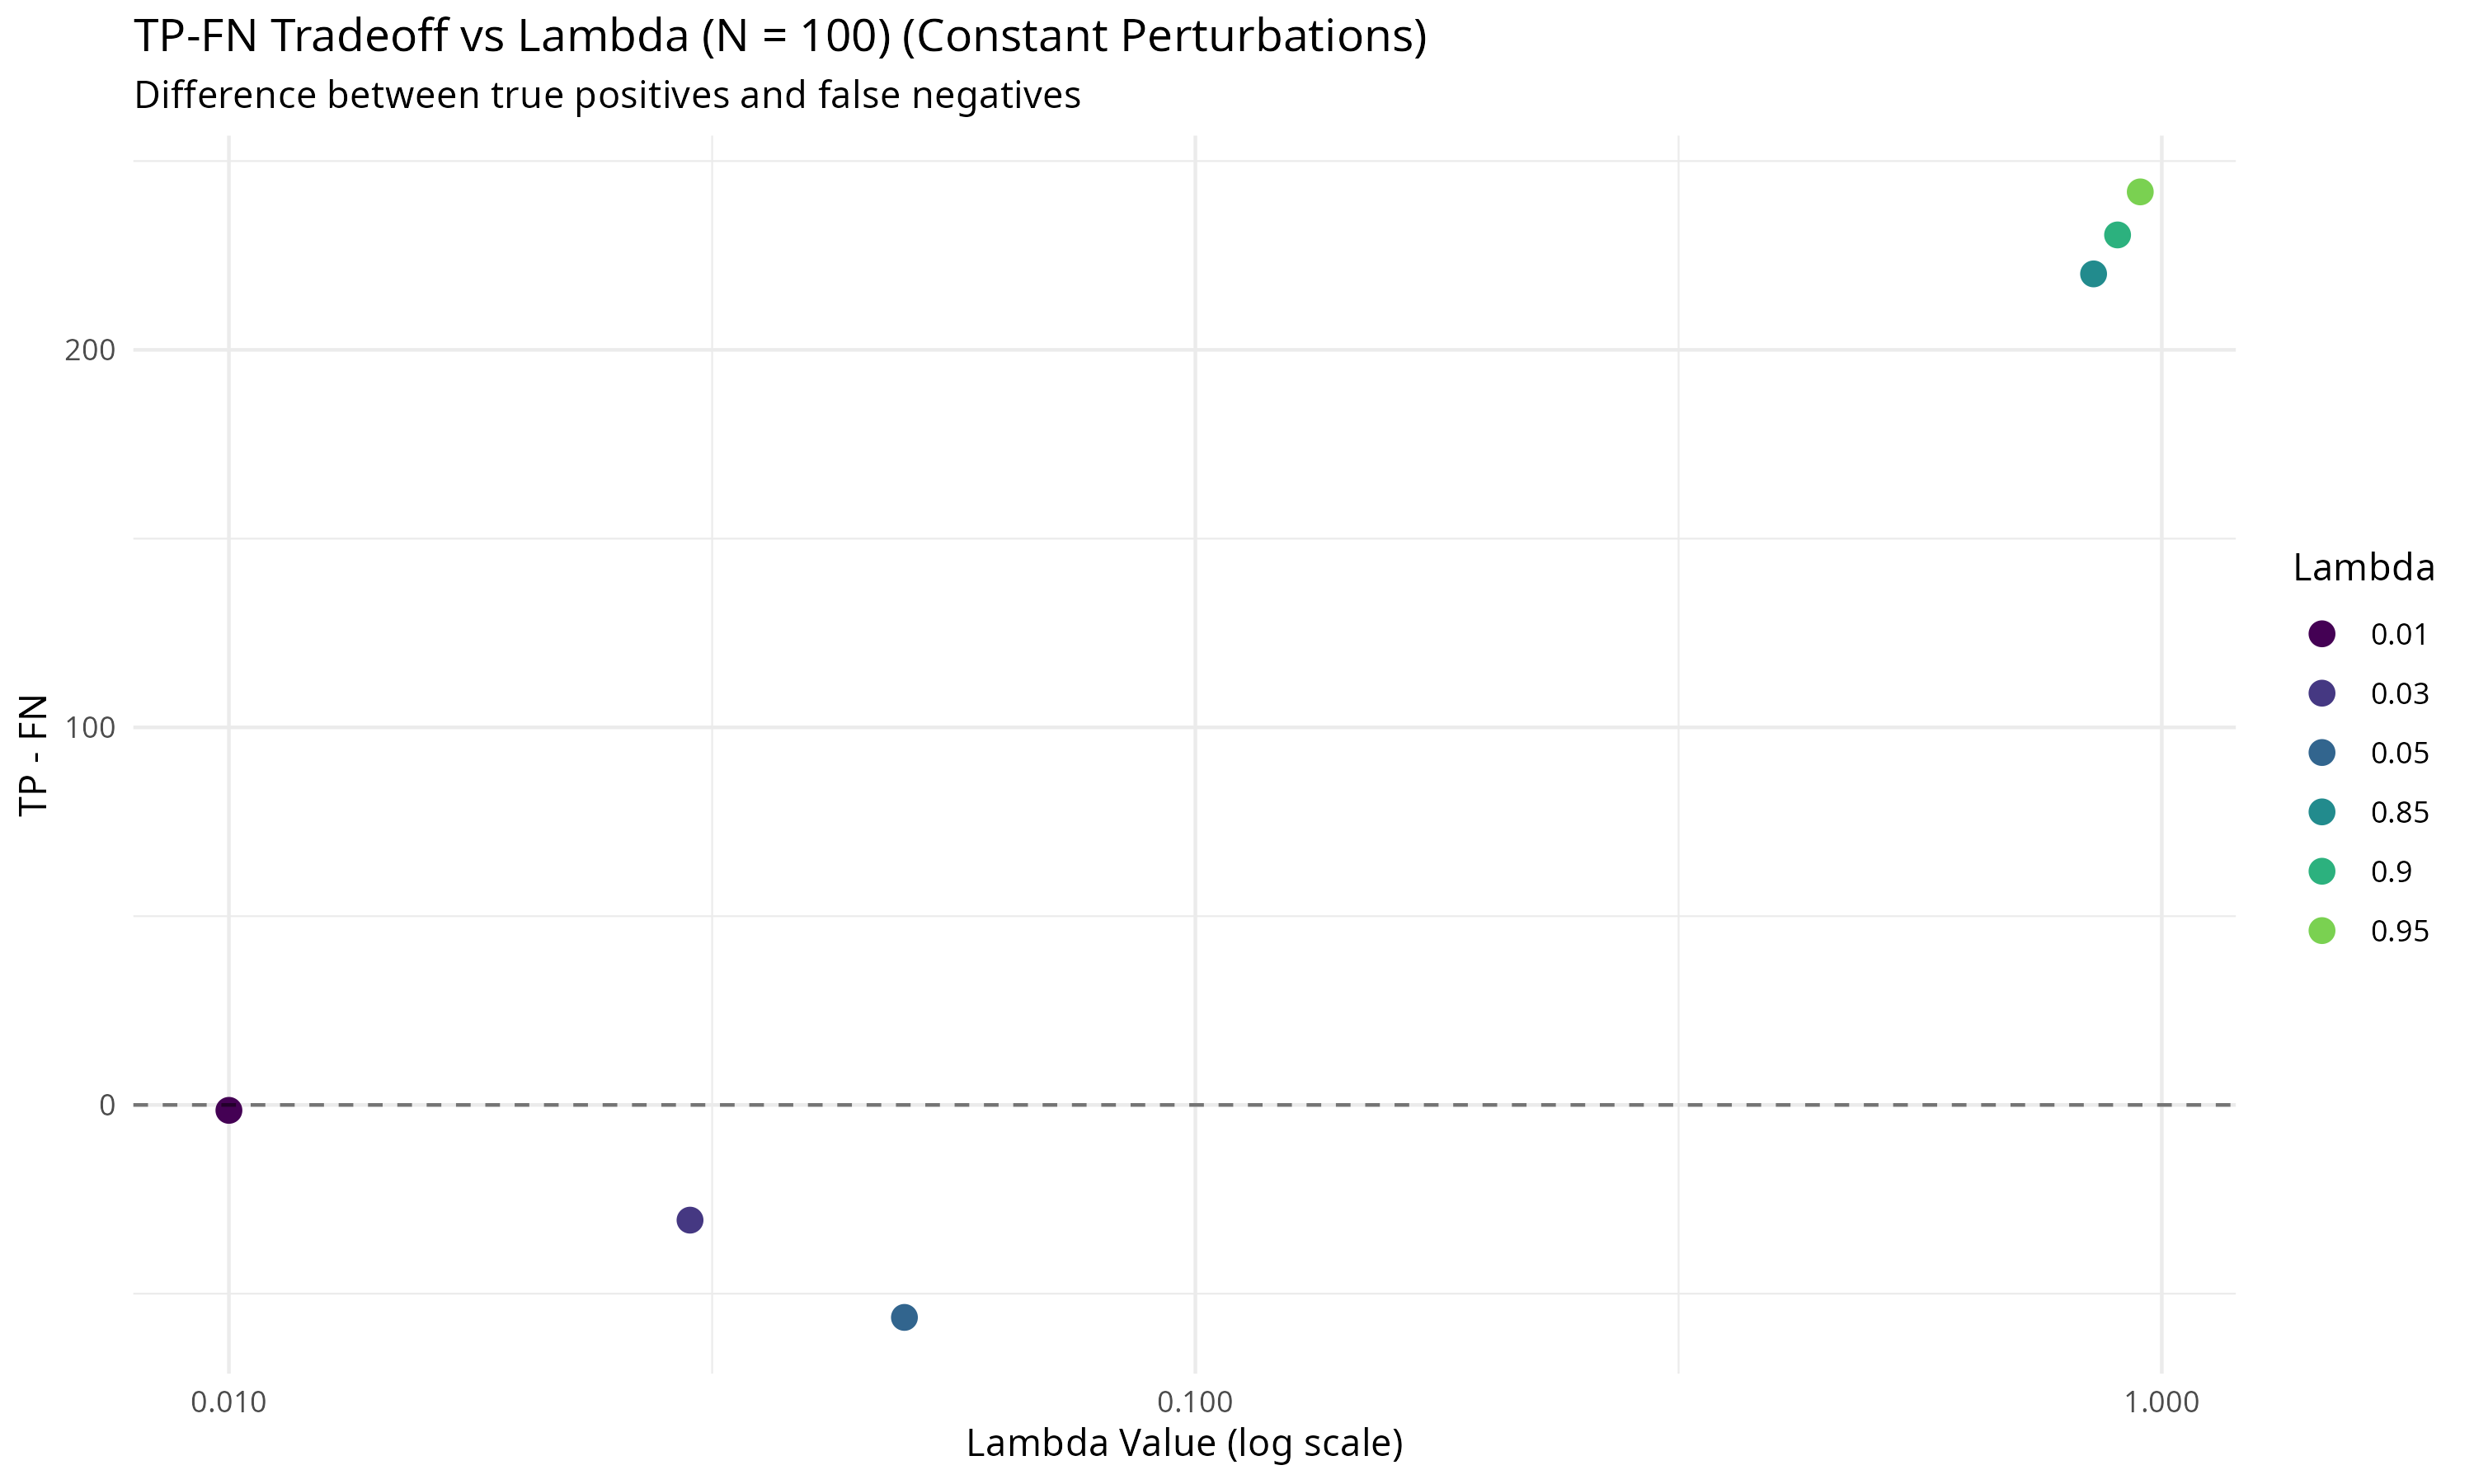 TP-FN Tradeoff vs Lambda (N = 100) (Constant Perturbations)
Difference between true positives and false negatives
TP - FN
200
100
0
0.010
0.100
1.000
Lambda Value (log scale)
Lambda
0.01
0.03
0.05
0.85
0.9
0.95